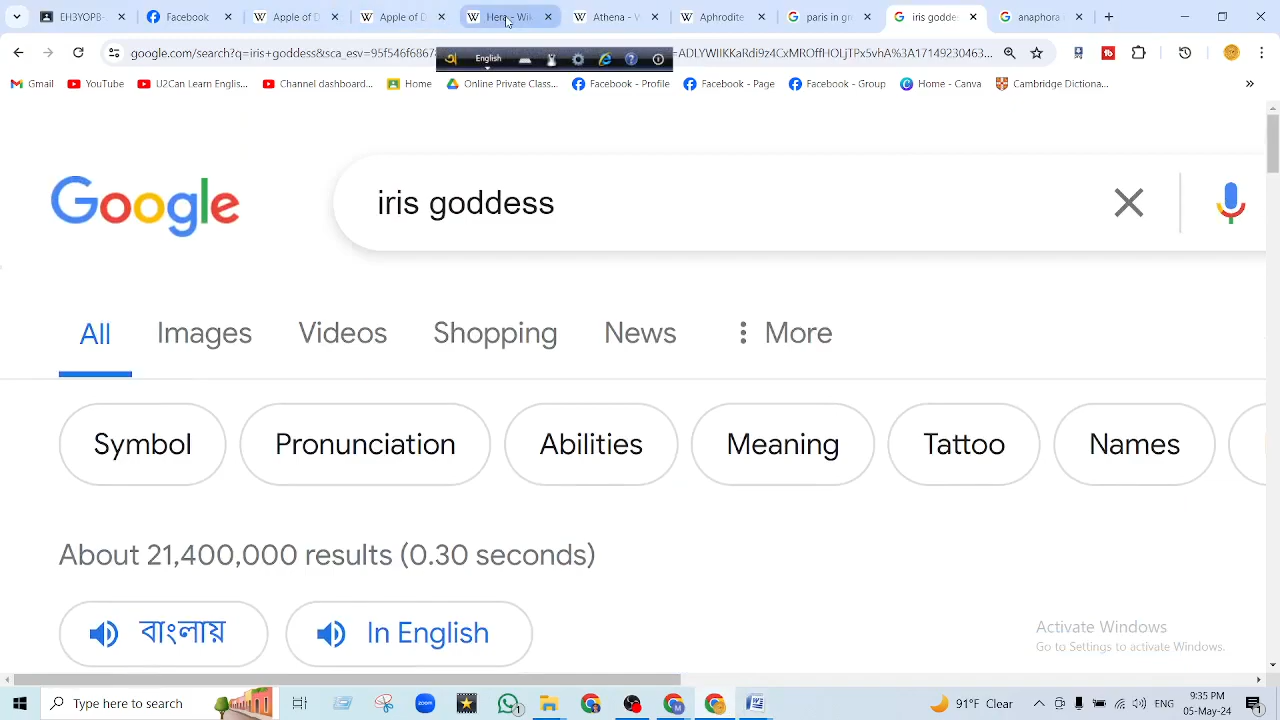 EH3YOPB-
Facebook
Apple of D
Apple of D
Hera - Wi
Athena - V
Aphrodite
paris in g
iris godde
anaphora
English
Gmail
YouTube
U2Can Learn Englis...
Channel dashboard...
Home
Online Private Class...
Facebook - Profile
Facebook - Page
Facebook - Group
Home - Canva
Cambridge Dictiona...
Google
iris goddess
All
Images
Videos
Shopping
News
More
Symbol
Pronunciation
Abilities
Meaning
Tattoo
Names
About 21,400,000 results (0.30 seconds)
বাংলায়
In English
Activate Windows
Go to Settings to activate Windows.
Type here to search
91°F Clear
ENG
9:35 PM
05-May-24